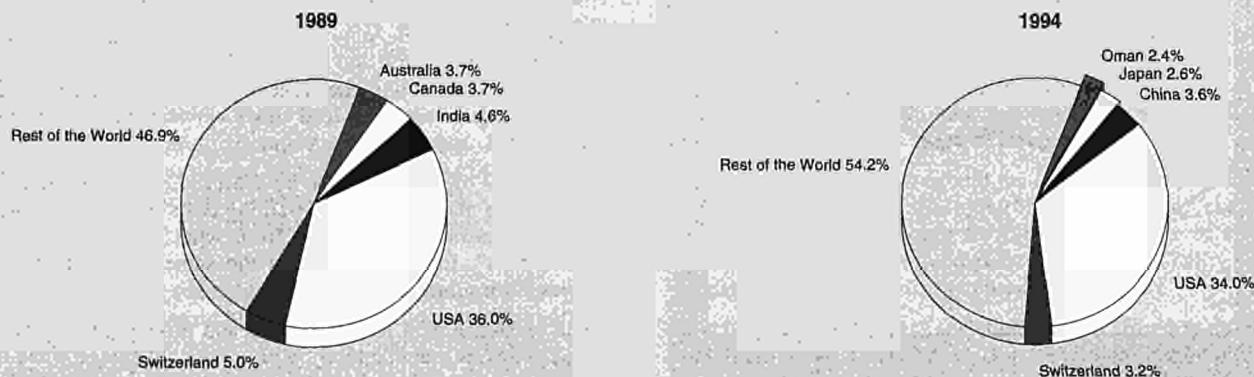 1989
Australia 3.7%
Canada 3.7%
India 4.6%
Rest of the World 46.9%
USA 36.0%
Switzerland 5.0%
1994
Oman 2.4%
Japan 2.6%
China 3.6%
Rest of the World 54.2%
USA 34.0%
Switzerland 3.2%